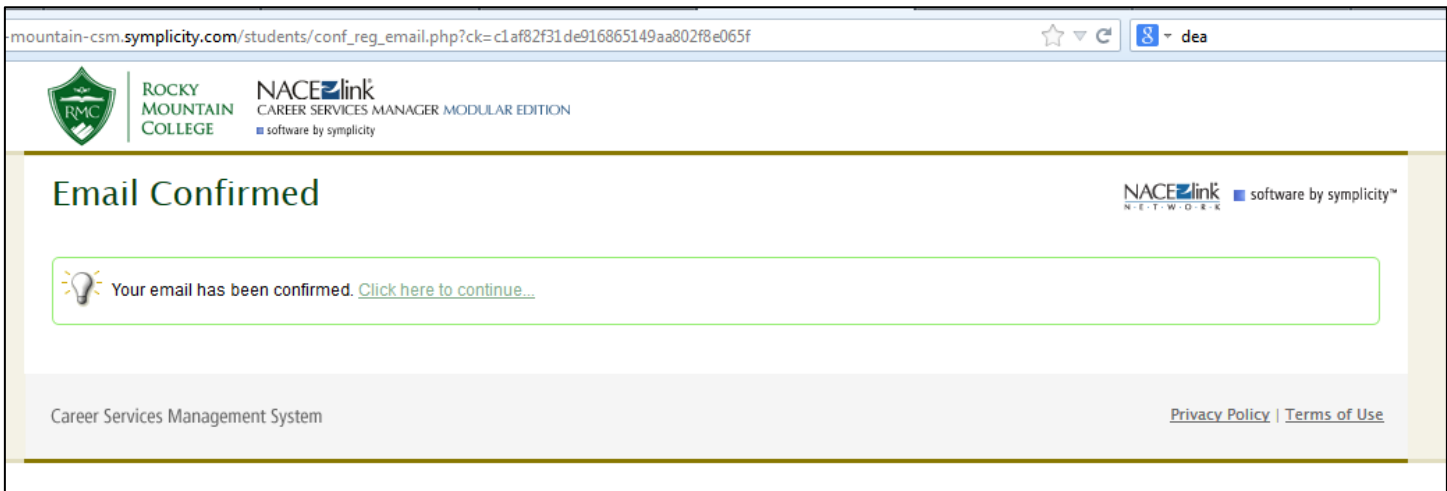 -mountain-csm.symplicity.com/students/conf_reg_email.php?ck=c1af82f31de916865149aa802f8e065f
8 dea
RMC
ROCKY
MOUNTAIN
COLLEGE
NACElink
CAREER SERVICES MANAGER MODULAR EDITION
software by symplicity
Email Confirmed
NACElink
N·E·T·W·O·R·K
software by symplicity™
Your email has been confirmed. Click here to continue...
Career Services Management System
Privacy Policy | Terms of Use